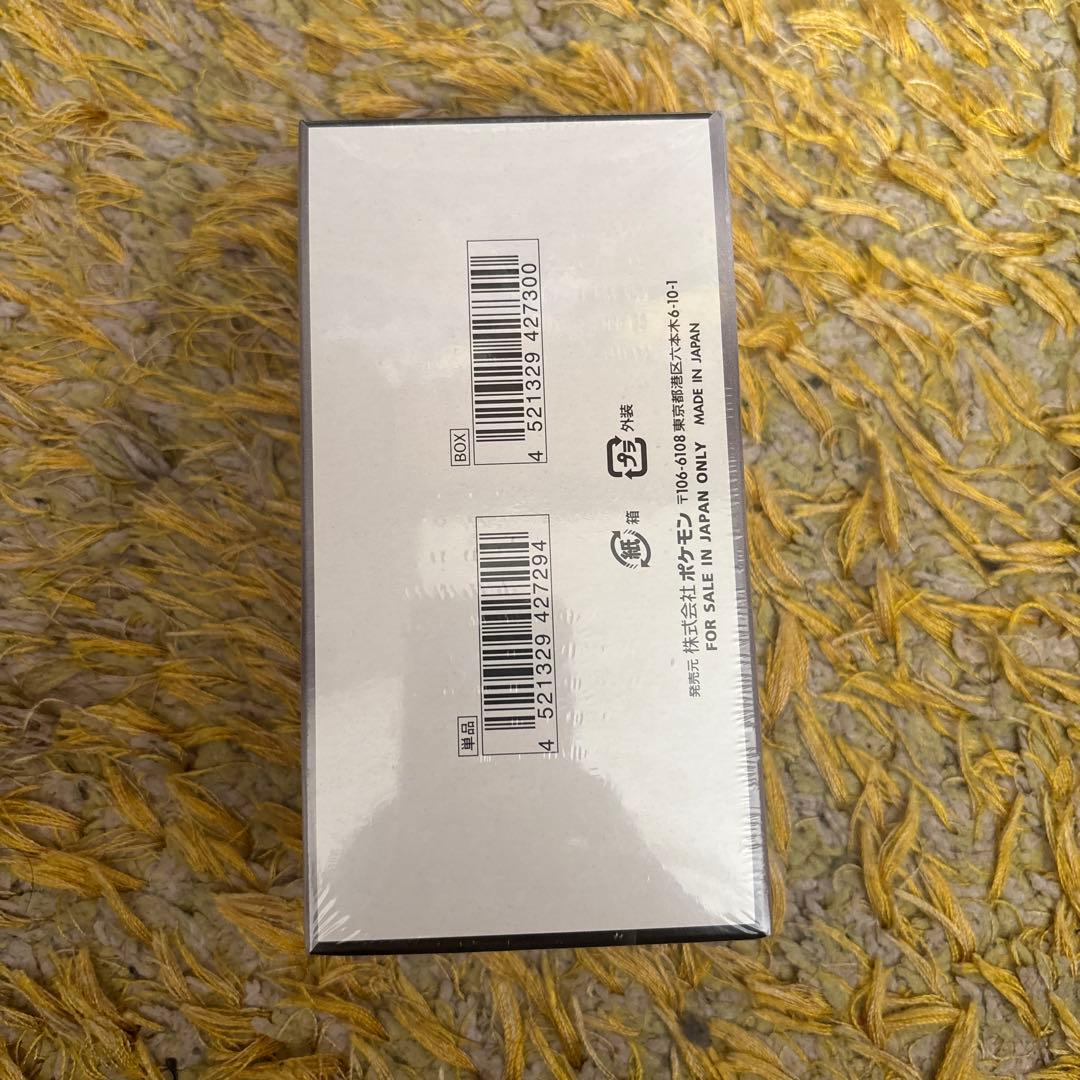 単品
4 521329 427294
BOX
4 521329 427300
紙 箱
プラ 外装
発売元 株式会社 ポケモン 〒106-6108 東京都港区六本木6-10-1
FOR SALE IN JAPAN ONLY MADE IN JAPAN